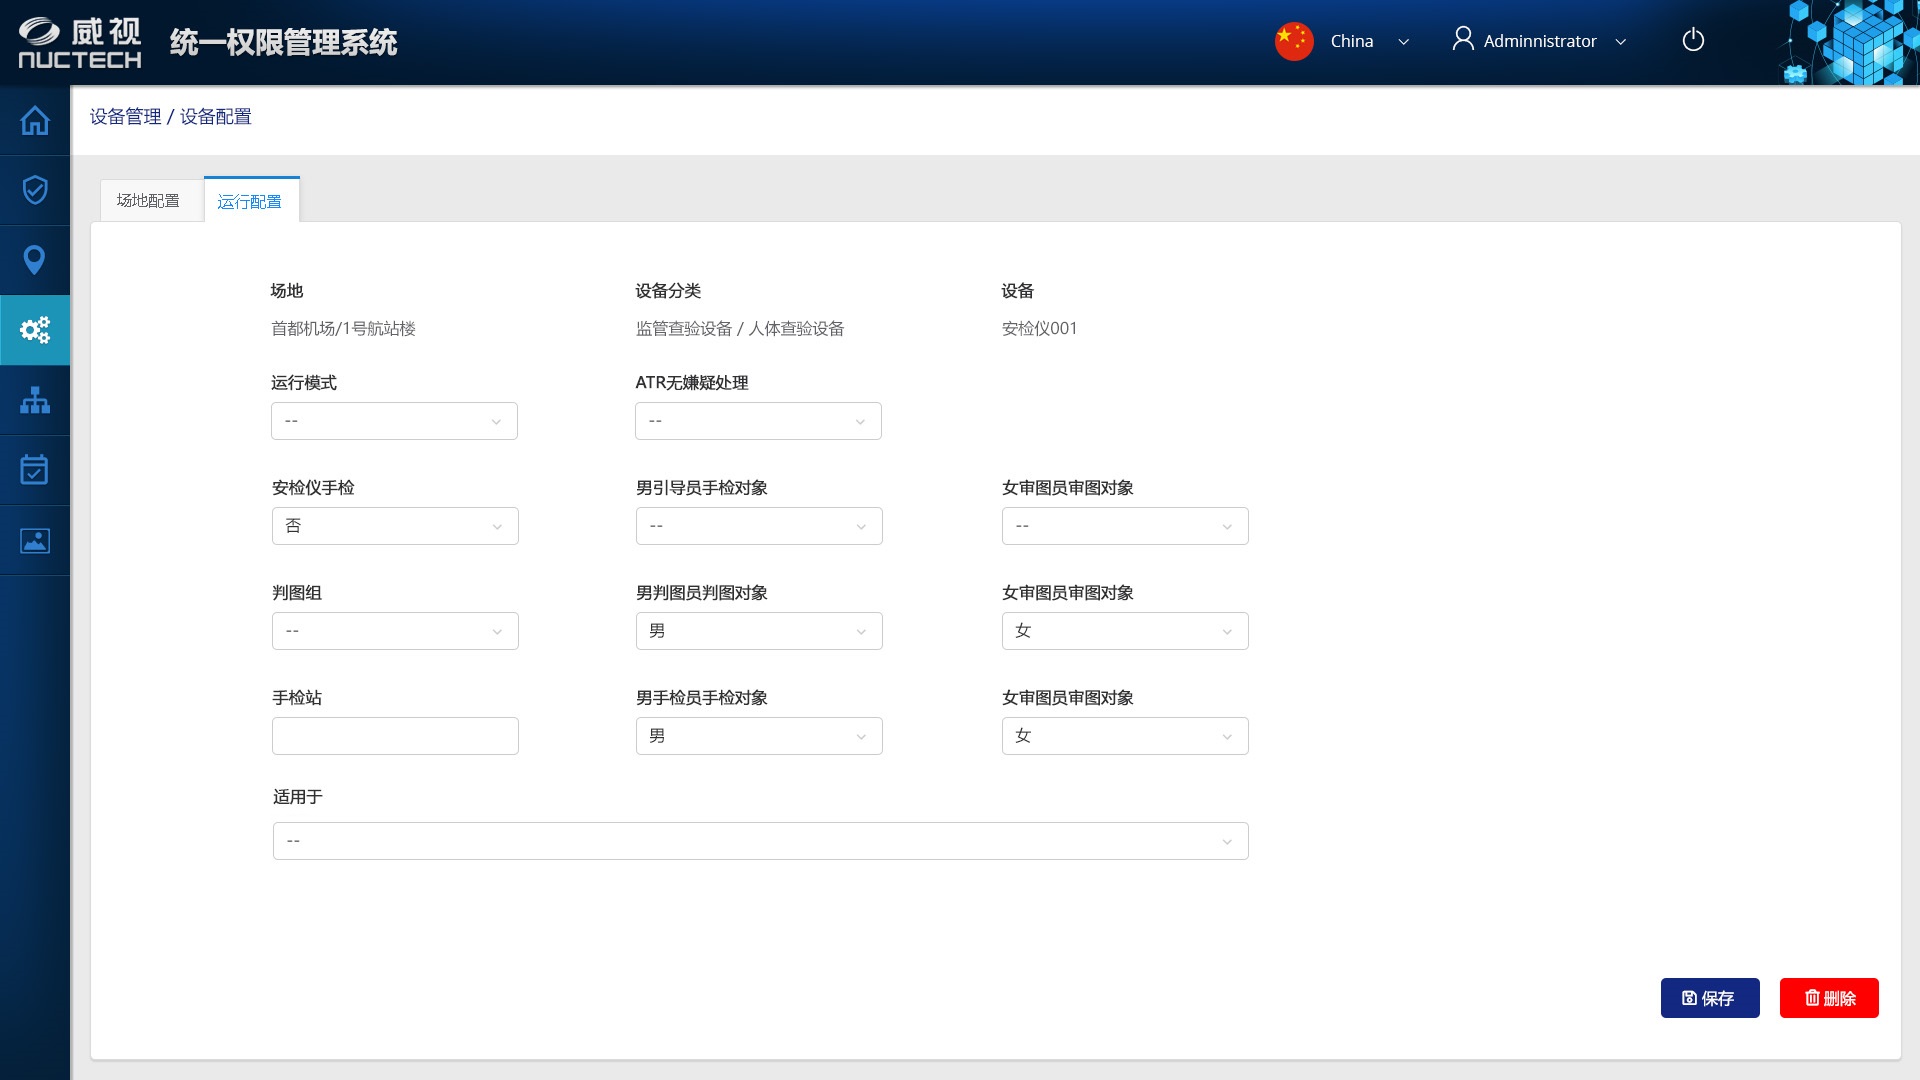 威视
NUCTECH
统一权限管理系统
China
Adminnistrator
设备管理 / 设备配置
场地配置
运行配置
场地
设备分类
设备
首都机场/1号航站楼
监管查验设备 / 人体查验设备
安检仪001
运行模式
ATR无嫌疑处理
--
--
安检仪手检
男引导员手检对象
女审图员审图对象
否
--
--
判图组
男判图员判图对象
女审图员审图对象
--
男
女
手检站
男手检员手检对象
女审图员审图对象
男
女
适用于
--
保存
删除